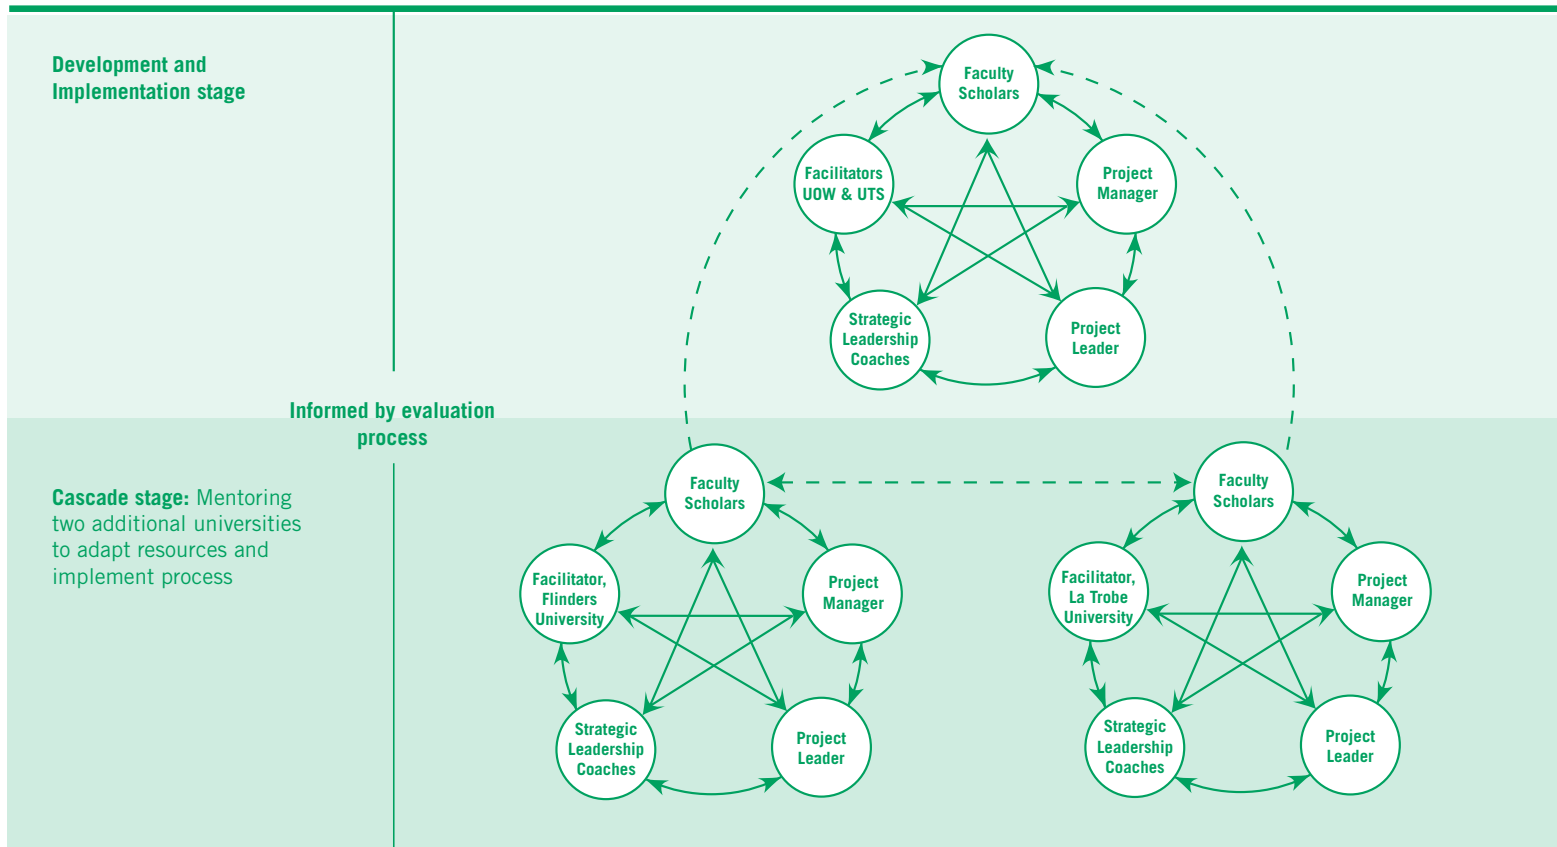 Development and
Implementation stage
Faculty
Scholars
Facilitators
UOW & UTS
Project
Manager
Strategic
Leadership
Coaches
Project
Leader
Informed by evaluation
process
Cascade stage: Mentoring
two additional universities
to adapt resources and
implement process
Faculty
Scholars
Facilitator,
Flinders
University
Project
Manager
Strategic
Leadership
Coaches
Project
Leader
Faculty
Scholars
Facilitator,
La Trobe
University
Project
Manager
Strategic
Leadership
Coaches
Project
Leader